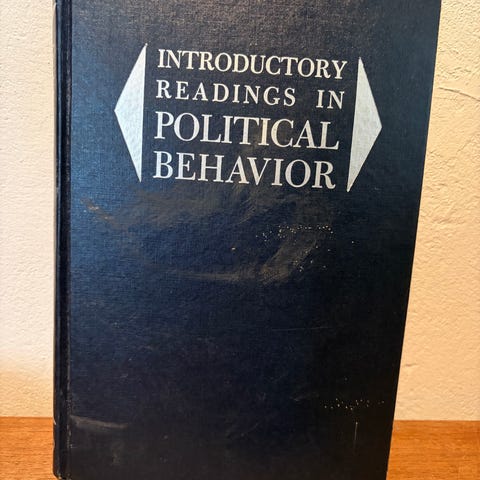 INTRODUCTORY
READINGS IN
POLITICAL
BEHAVIOR